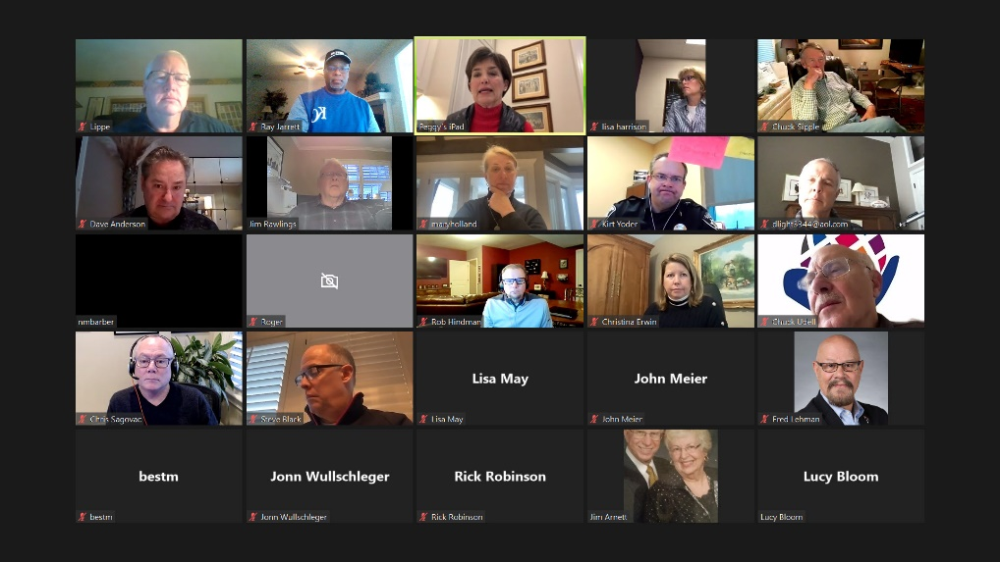 Lippe
Ray Jarrett
Peggy's iPad
lisa harrison
Chuck Sipple
Dave Anderson
Jim Rawlings
maryholland
Kirt Yoder
dlight3344@aol.com
nmbarber
Roger
Rob Hindman
Christina Erwin
Chuck Udell
Chris Sagovac
Steve Black
Lisa May
Lisa May
John Meier
John Meier
Fred Lehman
bestm
bestm
Jonn Wullschleger
Jonn Wullschleger
Rick Robinson
Rick Robinson
Jim Arnett
Lucy Bloom
Lucy Bloom